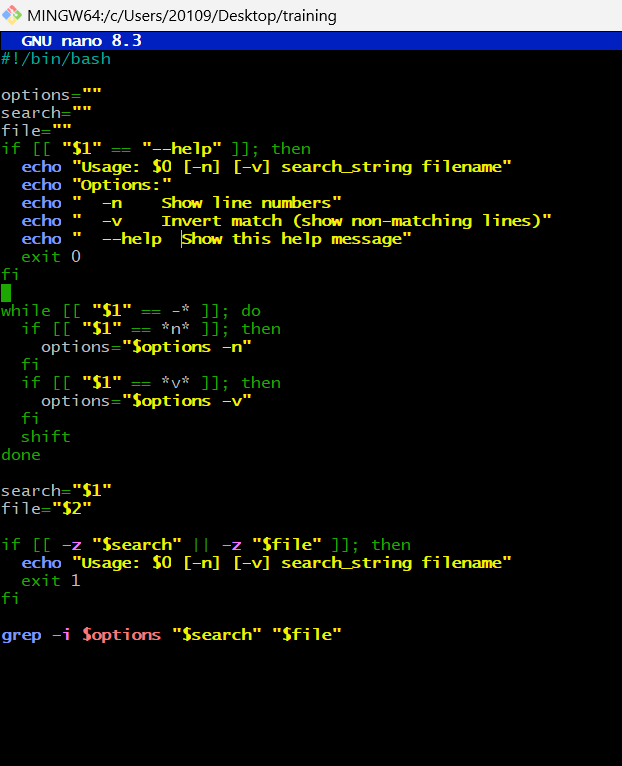 MINGW64:/c/Users/20109/Desktop/training
GNU nano 8.3
#!/bin/bash
options=""
search=""
file=""
if [[ "$1" == "--help" ]]; then
  echo "Usage: $0 [-n] [-v] search_string filename"
  echo "Options:"
  echo "  -n    Show line numbers"
  echo "  -v    Invert match (show non-matching lines)"
  echo "  --help  Show this help message"
  exit 0
fi
while [[ "$1" == -* ]]; do
  if [[ "$1" == *n* ]]; then
    options="$options -n"
  fi
  if [[ "$1" == *v* ]]; then
    options="$options -v"
  fi
  shift
done
search="$1"
file="$2"
if [[ -z "$search" || -z "$file" ]]; then
  echo "Usage: $0 [-n] [-v] search_string filename"
  exit 1
fi
grep -i $options "$search" "$file"